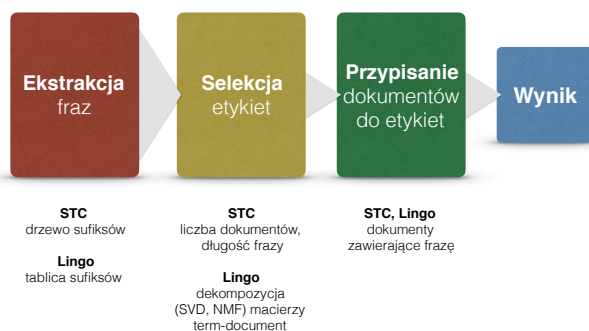 Ekstrakcja
fraz
Selekcja
etykiet
Przypisanie
dokumentów
do etykiet
Wynik
STC
drzewo sufiksów
Lingo
tablica sufiksów
STC
liczba dokumentów,
długość frazy
Lingo
dekompozycja
(SVD, NMF) macierzy
term-document
STC, Lingo
dokumenty
zawierające frazę